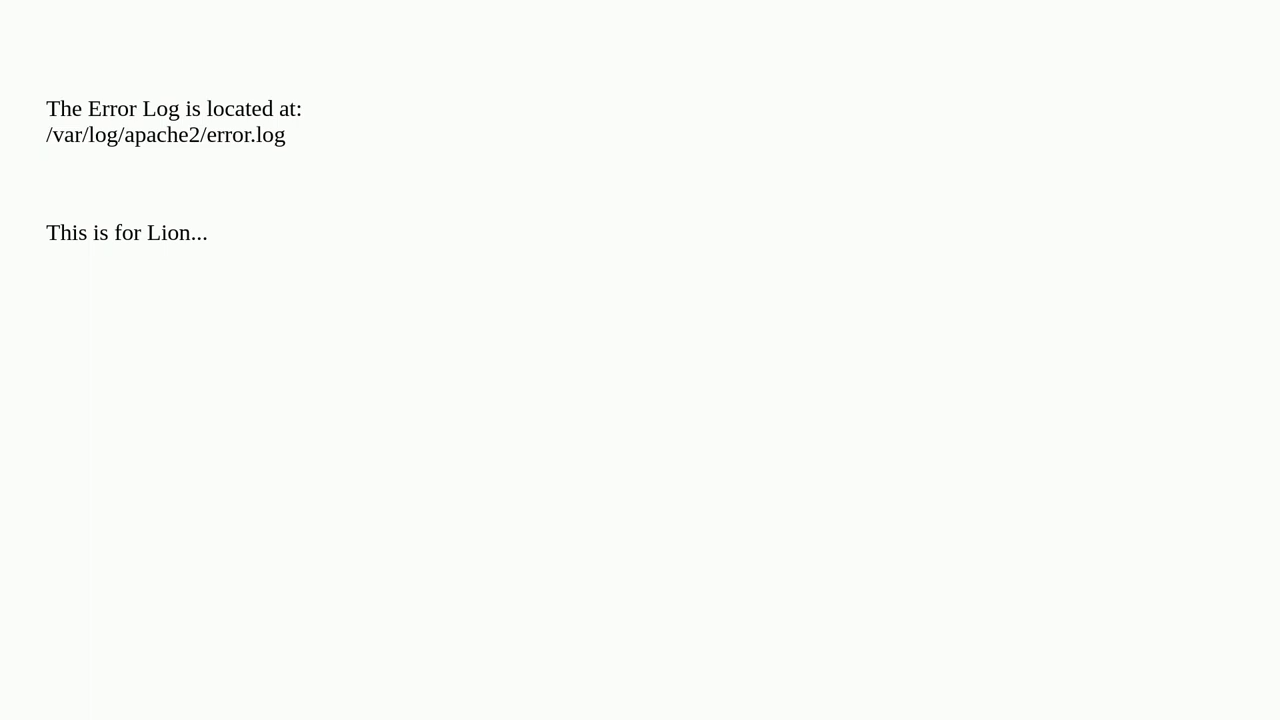 The Error Log is located at:
/var/log/apache2/error.log
This is for Lion...